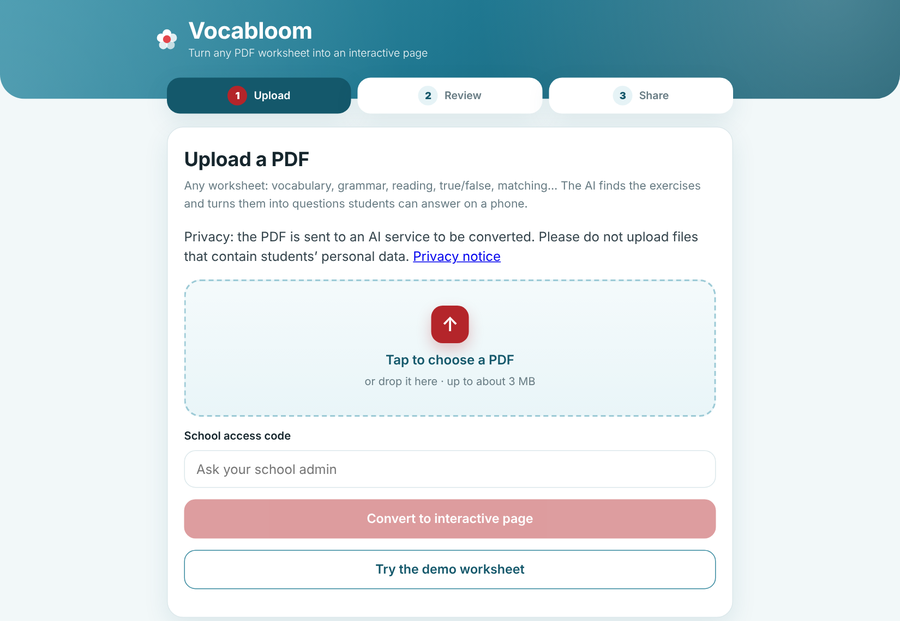 Vocabloom
Turn any PDF worksheet into an interactive page
1 Upload
2 Review
3 Share
Upload a PDF
Any worksheet: vocabulary, grammar, reading, true/false, matching... The AI finds the exercises
and turns them into questions students can answer on a phone.
Privacy: the PDF is sent to an AI service to be converted. Please do not upload files
that contain students’ personal data. Privacy notice
Tap to choose a PDF
or drop it here · up to about 3 MB
School access code
Ask your school admin
Convert to interactive page
Try the demo worksheet